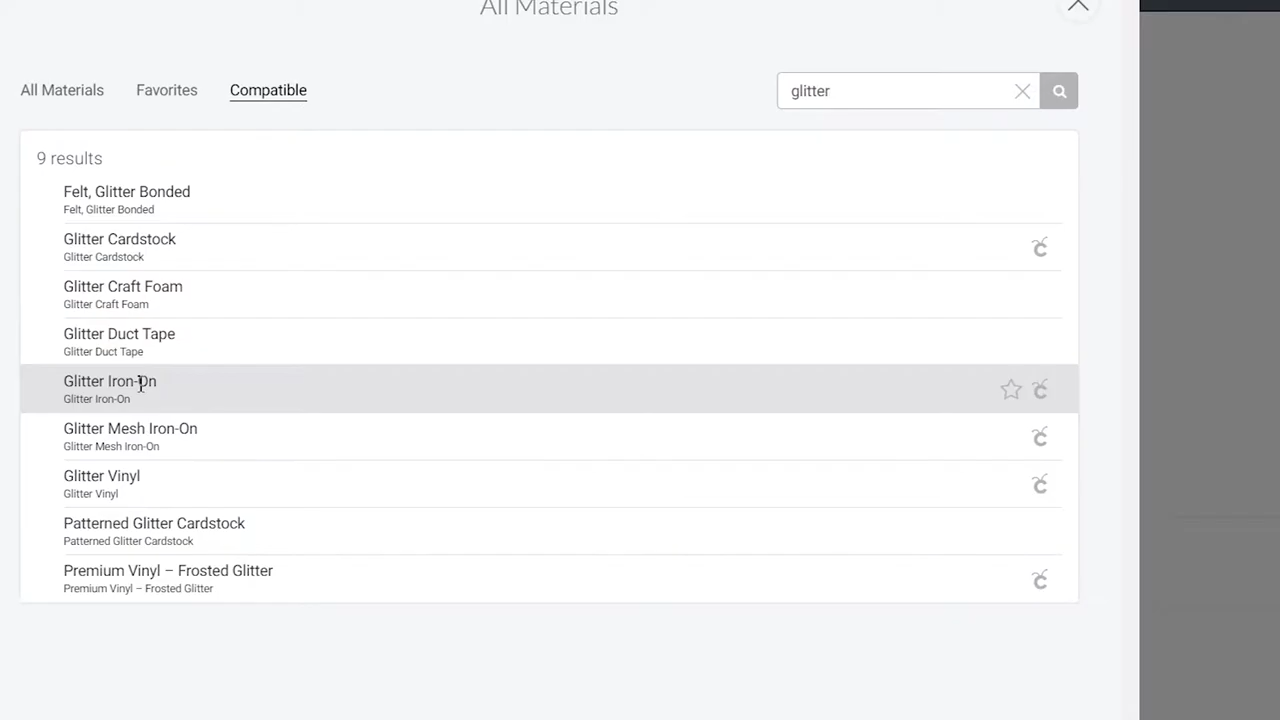 All Materials
All Materials Favorites Compatible
glitter
9 results
Felt, Glitter Bonded
Felt, Glitter Bonded
Glitter Cardstock
Glitter Cardstock
Glitter Craft Foam
Glitter Craft Foam
Glitter Duct Tape
Glitter Duct Tape
Glitter Iron-On
Glitter Iron-On
Glitter Mesh Iron-On
Glitter Mesh Iron-On
Glitter Vinyl
Glitter Vinyl
Patterned Glitter Cardstock
Patterned Glitter Cardstock
Premium Vinyl – Frosted Glitter
Premium Vinyl – Frosted Glitter